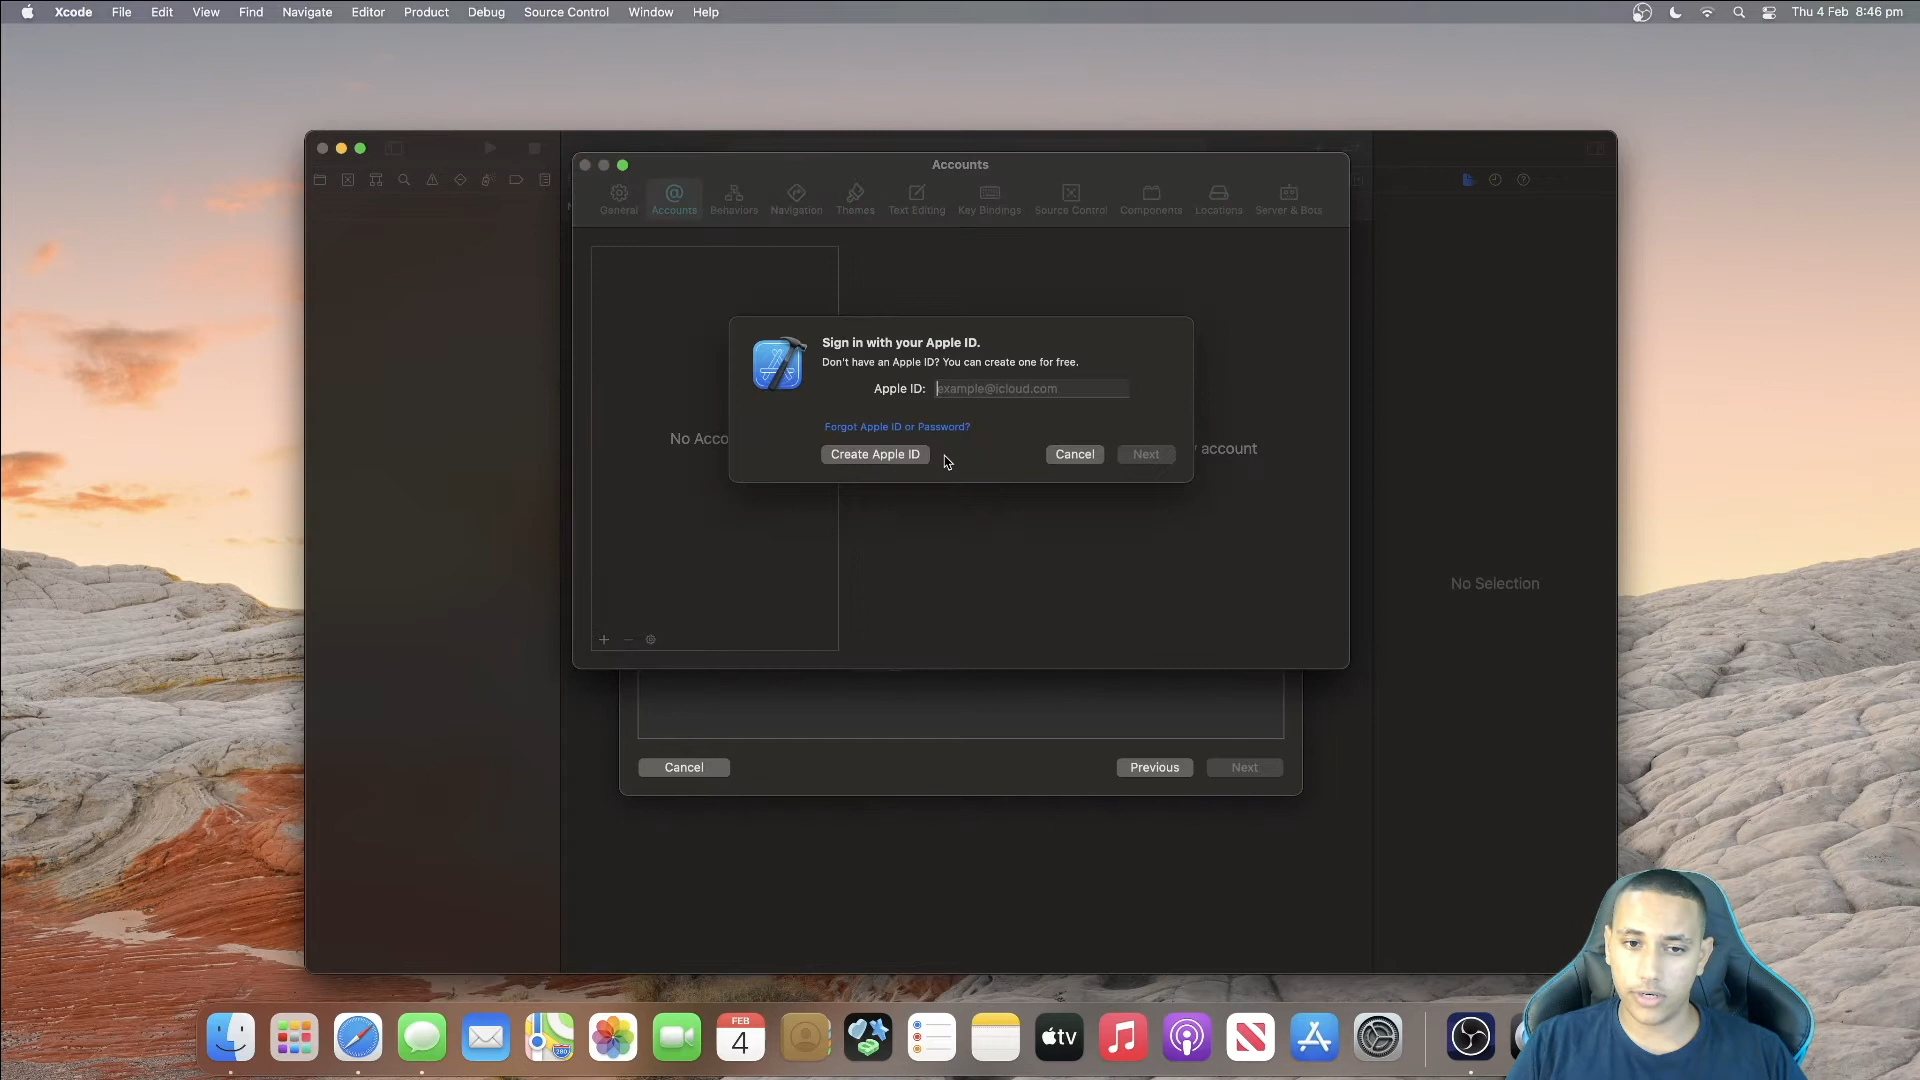 Xcode File Edit View Find Navigate Editor Product Debug Source Control Window Help
Thu 4 Feb 8:46 pm
Accounts
General Accounts Behaviors Navigation Themes Text Editing Key Bindings Source Control Components Locations Server & Bots
Sign in with your Apple ID.
Don't have an Apple ID? You can create one for free.
Apple ID: example@icloud.com
Forgot Apple ID or Password?
No Acco
account
Create Apple ID Cancel Next
No Selection
Cancel Previous Next
FEB
4
280
tv